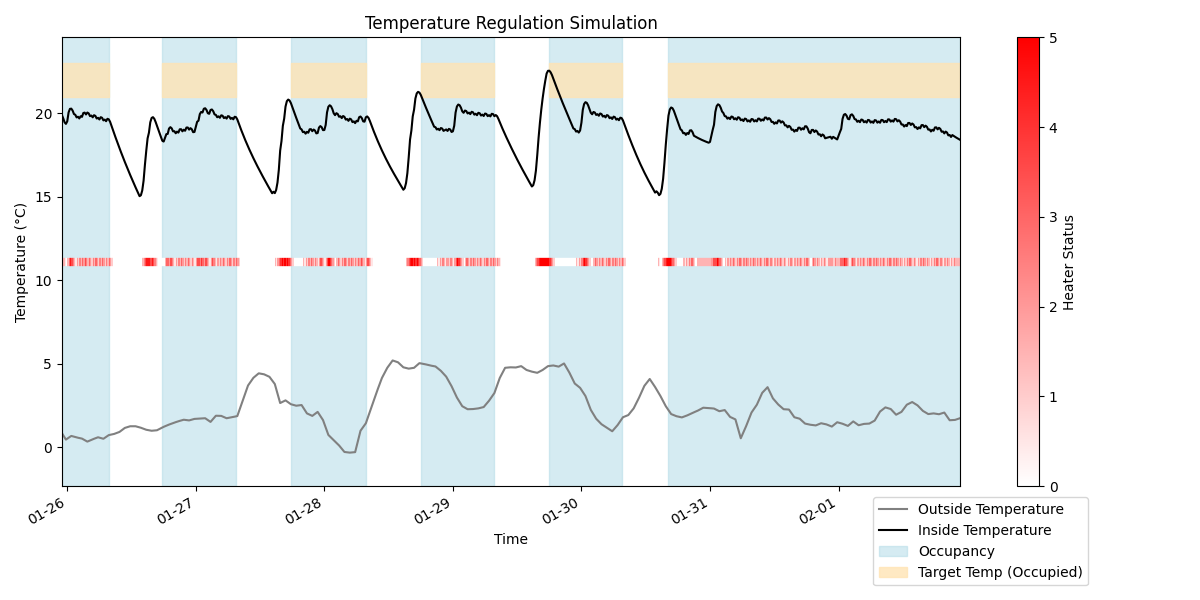 Temperature Regulation Simulation
20
15
10
5
0
Temperature (°C)
01-26
01-27
01-28
01-29
01-30
01-31
02-01
Time
5
4
3
2
1
0
Heater Status
Outside Temperature
Inside Temperature
Occupancy
Target Temp (Occupied)